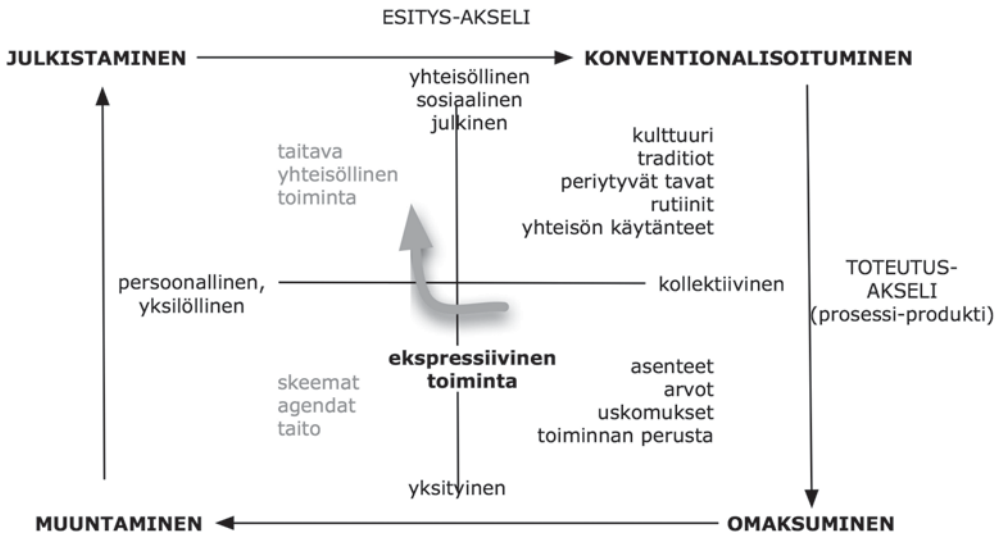 ESITYS-AKSELI
JULKISTAMINEN
KONVENTIONALISOITUMINEN
yhteisöllinen
sosiaalinen
julkinen
taitava
yhteisöllinen
toiminta
kulttuuri
traditiot
periytyvät tavat
rutiinit
yhteisön käytänteet
persoonallinen,
yksilöllinen
kollektiivinen
TOTEUTUS-
AKSELI
(prosessi-produkti)
ekspressiivinen
toiminta
skeemat
agendat
taito
asenteet
arvot
uskomukset
toiminnan perusta
yksityinen
MUUNTAMINEN
OMAKSUMINEN